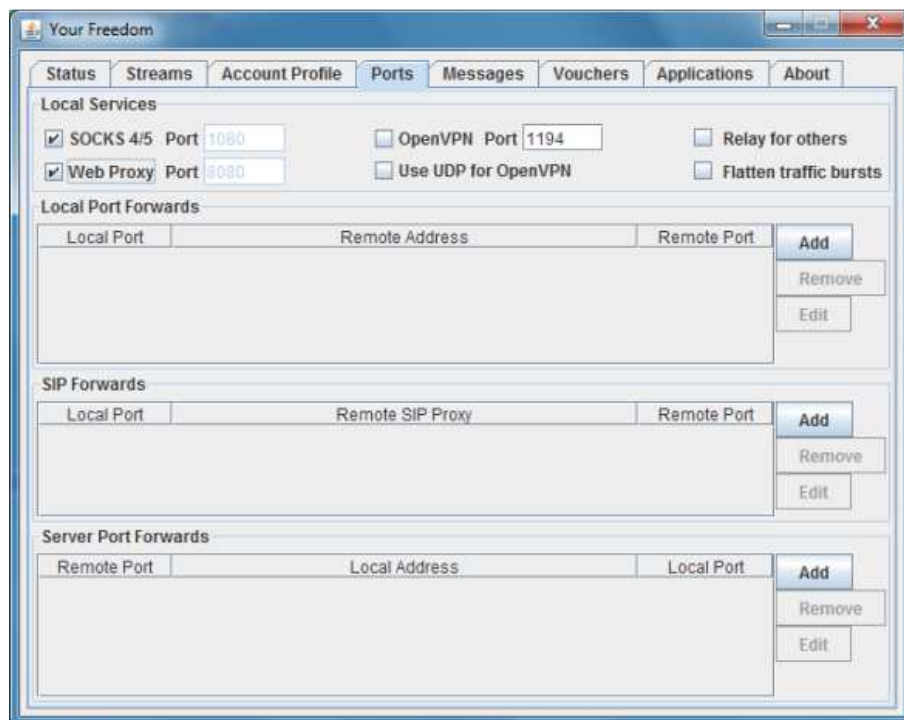 Your Freedom
Status Streams Account Profile Ports Messages Vouchers Applications About
Local Services
SOCKS 4/5 Port 1080 OpenVPN Port 1194 Relay for others
Web Proxy Port 8080 Use UDP for OpenVPN Flatten traffic bursts
Local Port Forwards
Local Port Remote Address Remote Port Add
Remove
Edit
SIP Forwards
Local Port Remote SIP Proxy Remote Port Add
Remove
Edit
Server Port Forwards
Remote Port Local Address Local Port Add
Remove
Edit